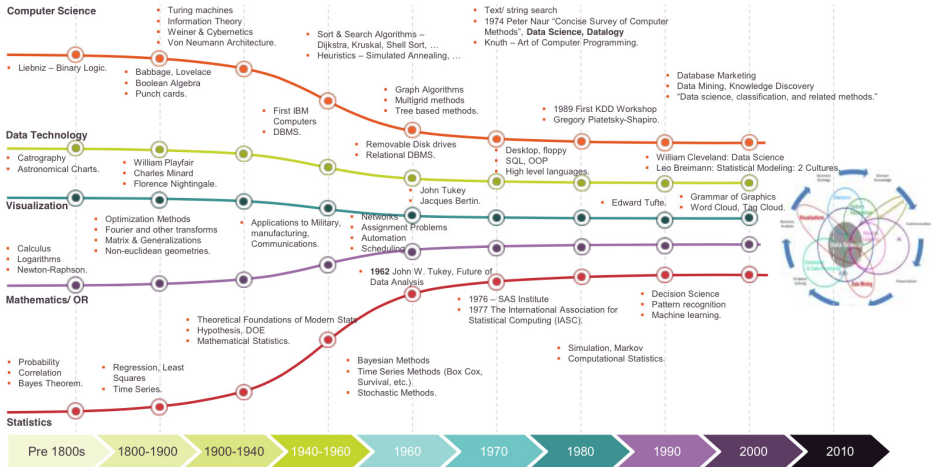 Computer Science
Turing machines
Information Theory
Weiner & Cybernetics
Von Neumann Architecture.
Text/ string search
1974 Peter Naur “Concise Survey of Computer
Methods”, Data Science, Datalogy
Knuth – Art of Computer Programming.
Sort & Search Algorithms –
Dijkstra, Kruskal, Shell Sort, …
Heuristics – Simulated Annealing, …
Liebniz – Binary Logic.
Babbage, Lovelace
Boolean Algebra
Punch cards.
Database Marketing
Data Mining, Knowledge Discovery
“Data science, classification, and related methods.”
Graph Algorithms
Multigrid methods
Tree based methods.
First IBM
Computers
DBMS.
1989 First KDD Workshop
Gregory Piatetsky-Shapiro.
Data Technology
Removable Disk drives
Relational DBMS.
Desktop, floppy
SQL, OOP
High level languages.
Catrography
Astronomical Charts.
William Playfair
Charles Minard
Florence Nightingale.
William Cleveland: Data Science
Leo Breimann: Statistical Modeling: 2 Cultures.
John Tukey
Jacques Bertin.
Edward Tufte.
Grammar of Graphics
Word Cloud, Tag Cloud.
Visualization
Optimization Methods
Fourier and other transforms
Matrix & Generalizations
Non-euclidean geometries.
Applications to Military,
manufacturing,
Communications.
Networks
Assignment Problems
Automation
Scheduling
Calculus
Logarithms
Newton-Raphson.
Data Science
Visualization
Data Mining
1962 John W. Tukey, Future of
Data Analysis
Mathematics/ OR
1976 – SAS Institute
1977 The International Association for
Statistical Computing (IASC).
Decision Science
Pattern recognition
Machine learning.
Theoretical Foundations of Modern Stats
Hypothesis, DOE
Mathematical Statistics.
Simulation, Markov
Computational Statistics.
Probability
Correlation
Bayes Theorem.
Regression, Least
Squares
Time Series.
Bayesian Methods
Time Series Methods (Box Cox,
Survival, etc.)
Stochastic Methods.
Statistics
Pre 1800s
1800-1900
1900-1940
1940-1960
1960
1970
1980
1990
2000
2010